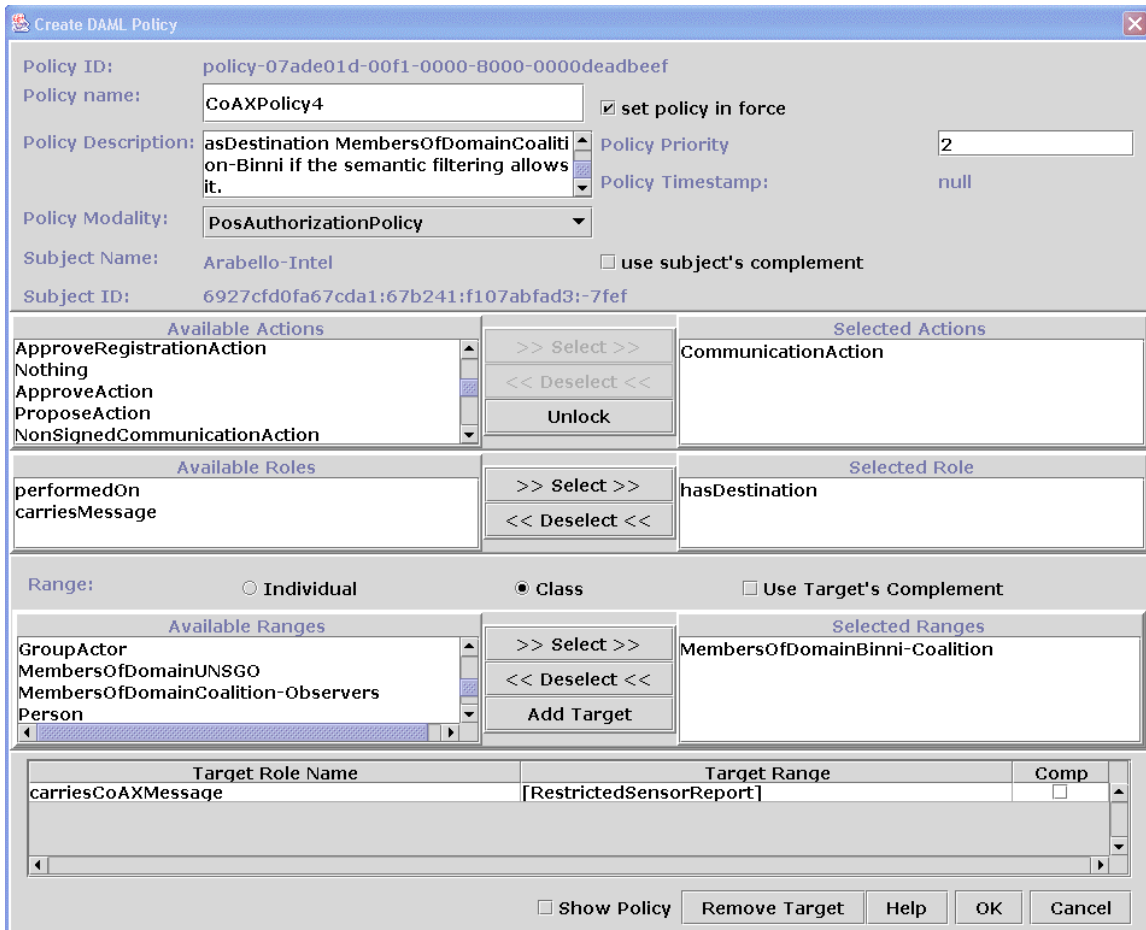 Create DAML Policy
Policy ID: policy-07ade01d-00f1-0000-8000-0000deadbeef
Policy name: CoAXPolicy4 set policy in force
Policy Description: asDestination MembersOfDomainCoaliti
on-Binni if the semantic filtering allows
it.
Policy Priority 2
Policy Timestamp: null
Policy Modality: PosAuthorizationPolicy
Subject Name: Arabello-Intel use subject's complement
Subject ID: 6927cfd0fa67cda1:67b241:f107abfad3:-7fef
Available Actions
ApproveRegistrationAction
Nothing
ApproveAction
ProposeAction
NonSignedCommunicationAction
>> Select >>
<< Deselect <<
Unlock
Selected Actions
CommunicationAction
Available Roles
performedOn
carriesMessage
>> Select >>
<< Deselect <<
Selected Role
hasDestination
Range: Individual Class Use Target's Complement
Available Ranges
GroupActor
MembersOfDomainUNSGO
MembersOfDomainCoalition-Observers
Person
>> Select >>
<< Deselect <<
Add Target
Selected Ranges
MembersOfDomainBinni-Coalition
Target Role Name Target Range Comp
carriesCoAXMessage [RestrictedSensorReport]
Show Policy Remove Target Help OK Cancel